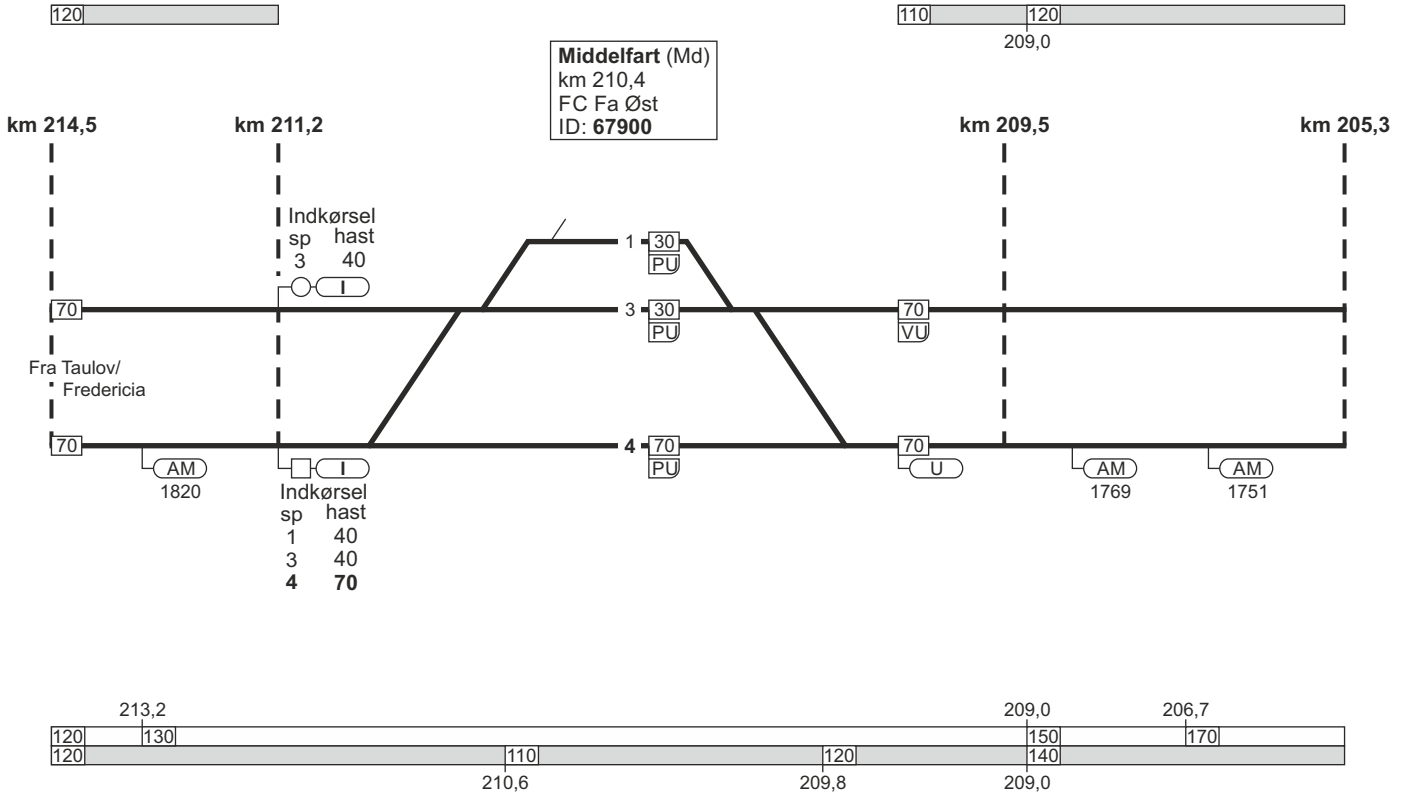 120
110 120
209,0
Middelfart (Md)
km 210,4
FC Fa Øst
ID: 67900
km 214,5
km 211,2
km 209,5
km 205,3
Indkørsel
sp hast
3 40
I
1 30
PU
70
3 30
PU
70
VU
Fra Taulov/
Fredericia
70
AM
1820
I
Indkørsel
sp hast
1 40
3 40
4 70
4 70
PU
70
U
AM
1769
AM
1751
213,2
209,0
206,7
120 130 150 170
120 110 120 140
210,6
209,8
209,0